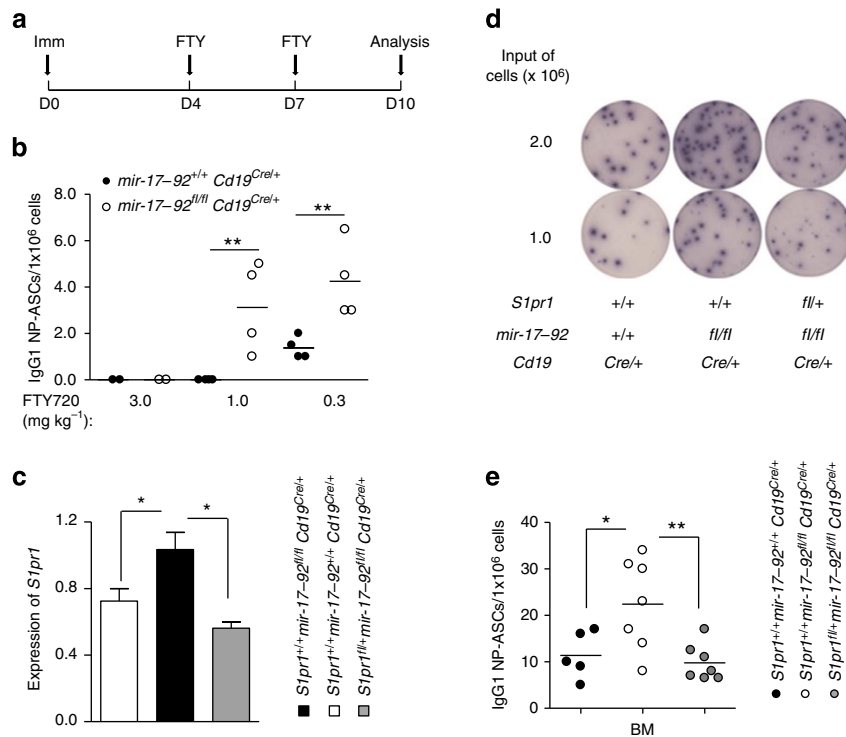 a
Imm FTY FTY Analysis
D0 D4 D7 D10
b
● mir-17–92+/+ Cd19Cre/+
○ mir-17–92fl/fl Cd19Cre/+
IgG1 NP-ASCs/1x10⁶ cells
8.0
6.0
4.0
2.0
0.0
** **
FTY720 3.0 1.0 0.3
(mg kg⁻¹):
c
Expression of S1pr1
1.2
0.8
0.4
0.0
* *
S1pr1+/+mir-17–92fl/fl Cd19Cre/+
S1pr1+/+mir-17–92+/+ Cd19Cre/+
S1pr1fl/+mir-17–92fl/fl Cd19Cre/+
d
Input of
cells (x 10⁶)
2.0
1.0
S1pr1 +/+ +/+ fl/+
mir-17–92 +/+ fl/fl fl/fl
Cd19 Cre/+ Cre/+ Cre/+
e
IgG1 NP-ASCs/1x10⁶ cells
40
30
20
10
0
* **
BM
S1pr1+/+mir-17–92+/+ Cd19Cre/+
S1pr1+/+mir-17–92fl/fl Cd19Cre/+
S1pr1fl/+mir-17–92fl/fl Cd19Cre/+